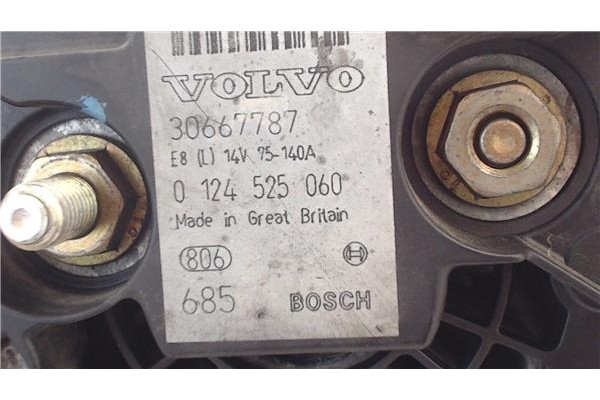 VOLVO
30667787
E8 (L) 14V 75-140A
0 124 525 060
Made in Great Britain
806
685 BOSCH